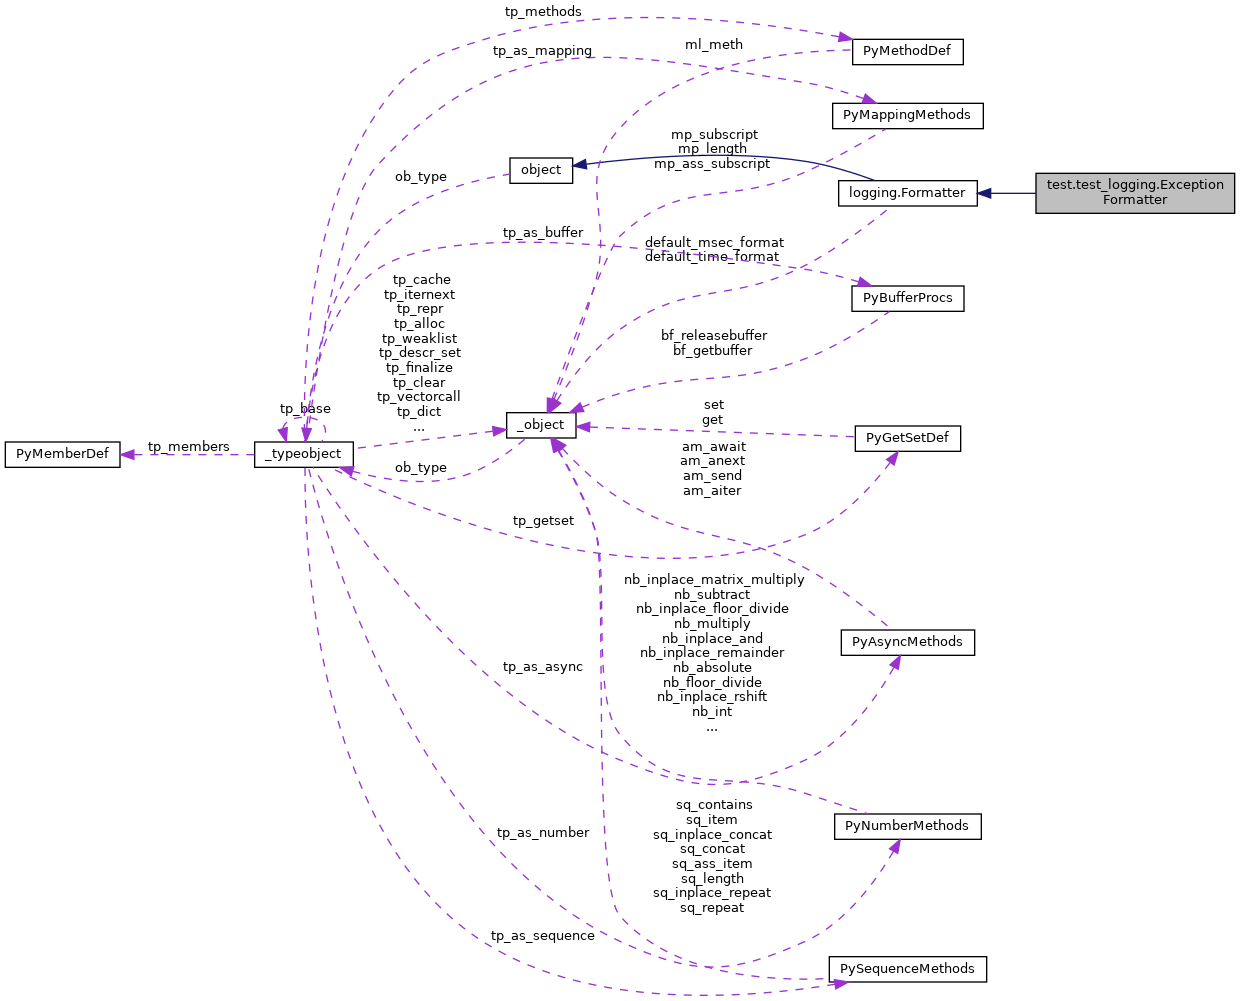 tp_methods
ml_meth
PyMethodDef
tp_as_mapping
PyMappingMethods
mp_subscript
mp_length
mp_ass_subscript
object
ob_type
logging.Formatter
test.test_logging.Exception
Formatter
tp_as_buffer
default_msec_format
default_time_format
PyBufferProcs
tp_cache
tp_iternext
tp_repr
tp_alloc
tp_weaklist
tp_descr_set
tp_finalize
tp_clear
tp_vectorcall
tp_dict
...
bf_releasebuffer
bf_getbuffer
tp_base
_object
set
get
PyGetSetDef
PyMemberDef
tp_members
_typeobject
ob_type
am_await
am_anext
am_send
am_aiter
tp_getset
nb_inplace_matrix_multiply
nb_subtract
nb_inplace_floor_divide
nb_multiply
nb_inplace_and
nb_inplace_remainder
nb_absolute
nb_floor_divide
nb_inplace_rshift
nb_int
...
PyAsyncMethods
tp_as_async
sq_contains
sq_item
sq_inplace_concat
sq_concat
sq_ass_item
sq_length
sq_inplace_repeat
sq_repeat
PyNumberMethods
tp_as_number
tp_as_sequence
PySequenceMethods